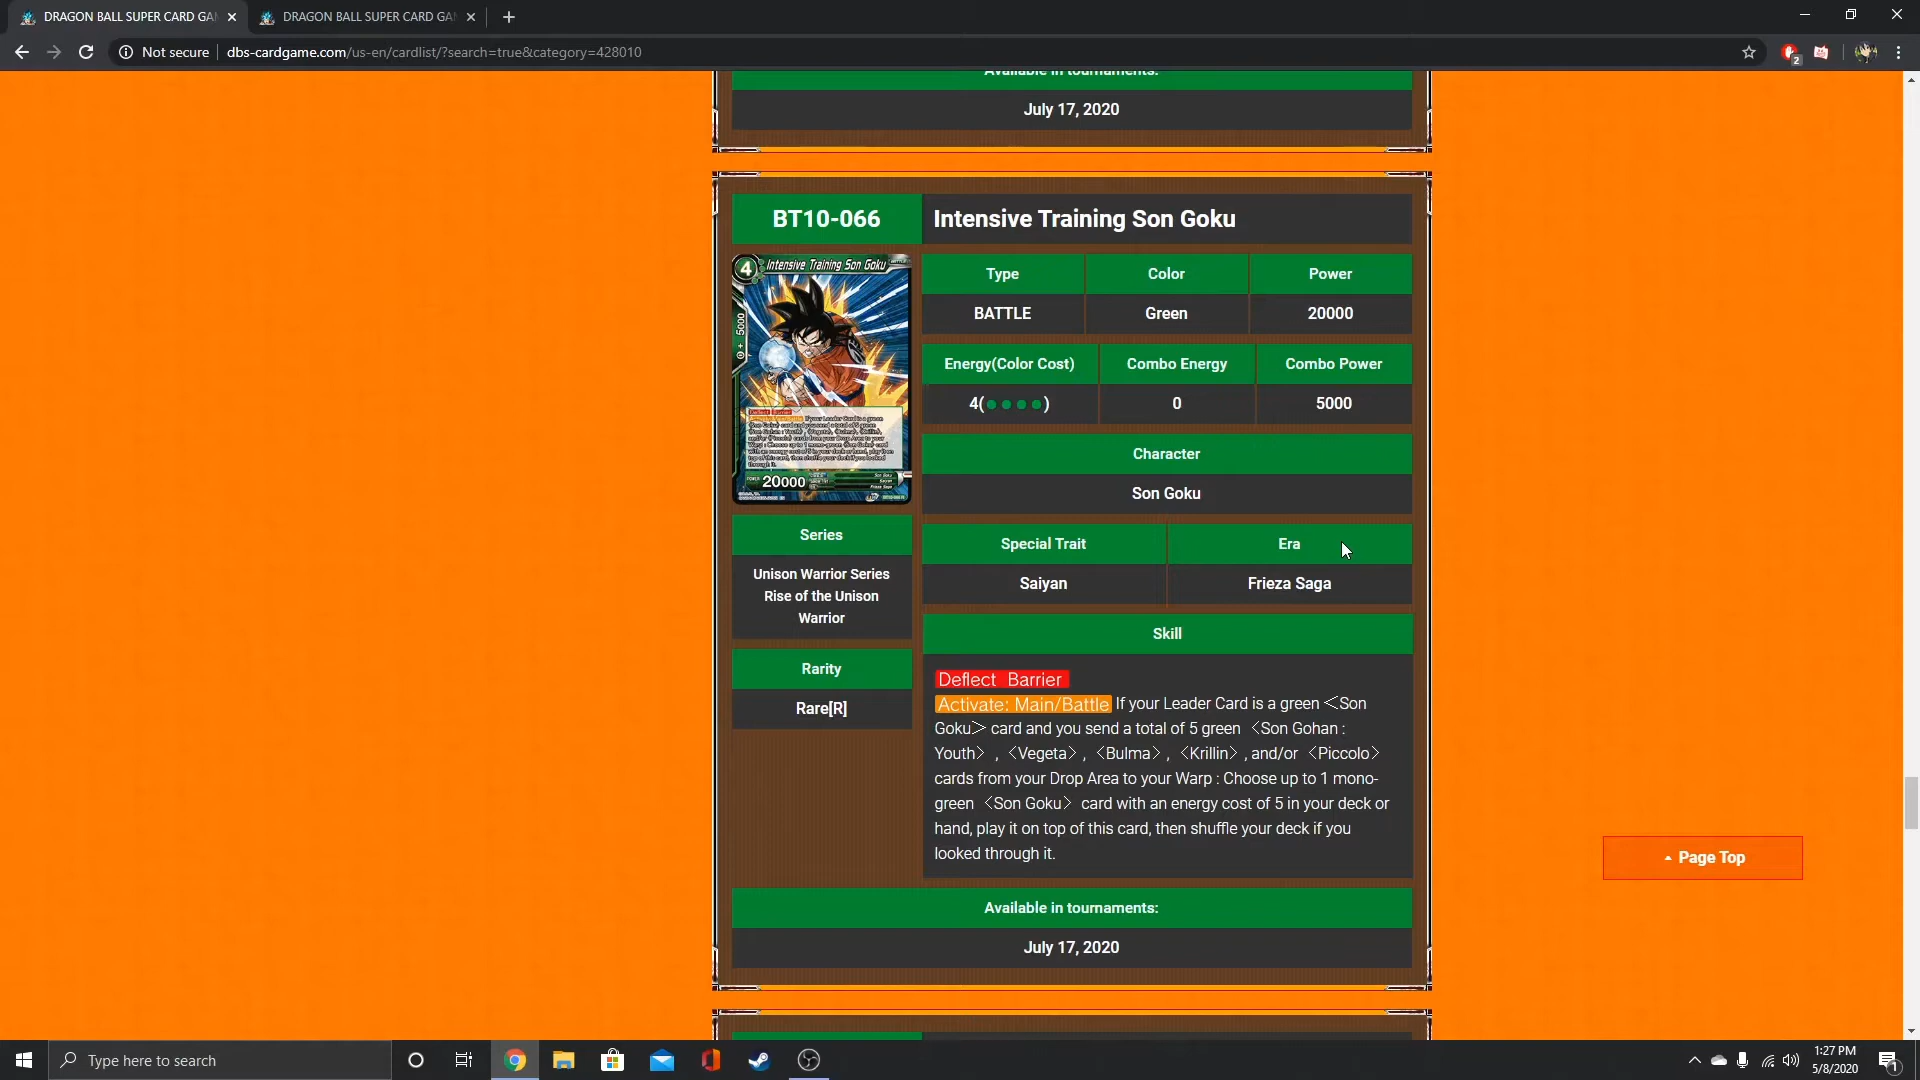 DRAGON BALL SUPER CARD GA
DRAGON BALL SUPER CARD GA
Not secure
dbs-cardgame.com/us-en/cardlist/?search=true&category=428010
2
Available in tournaments:
July 17, 2020
BT10-066
Intensive Training Son Goku
4
Intensive Training Son Goku
5000
20000
Type
Color
Power
BATTLE
Green
20000
Energy(Color Cost)
Combo Energy
Combo Power
4(●●●●)
0
5000
Character
Son Goku
Series
Special Trait
Era
Unison Warrior Series
Rise of the Unison
Warrior
Saiyan
Frieza Saga
Rarity
Rare[R]
Skill
Deflect Barrier
Activate: Main/Battle If your Leader Card is a green ＜Son
Goku＞ card and you send a total of 5 green 〈Son Gohan :
Youth〉 , 〈Vegeta〉 , 〈Bulma〉 , 〈Krillin〉 , and/or 〈Piccolo〉
cards from your Drop Area to your Warp : Choose up to 1 mono-
green 〈Son Goku〉 card with an energy cost of 5 in your deck or
hand, play it on top of this card, then shuffle your deck if you
looked through it.
Page Top
Available in tournaments:
July 17, 2020
Type here to search
1:27 PM
5/8/2020
1